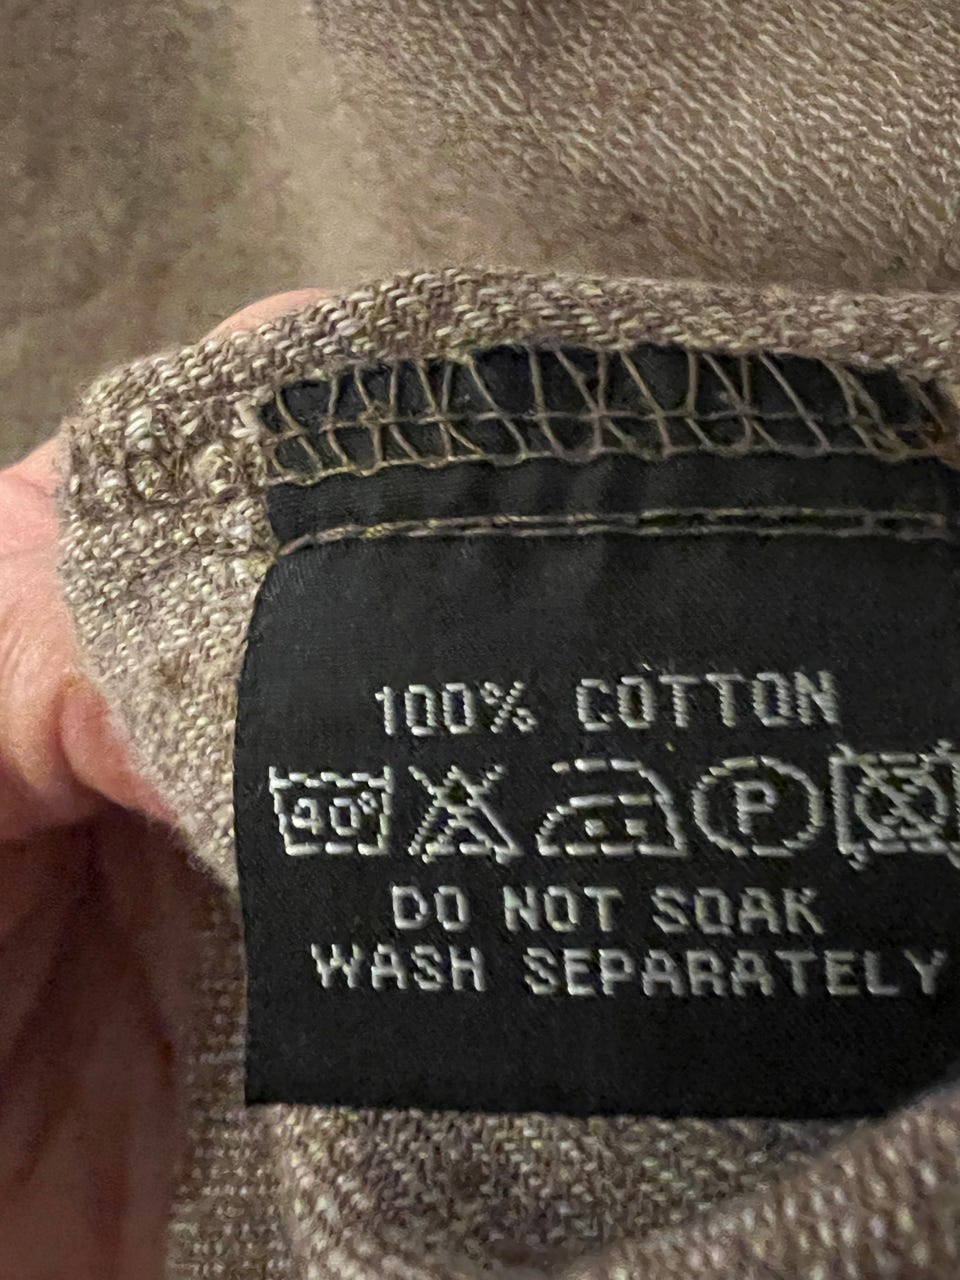 100% COTTON
40° P
DO NOT SOAK
WASH SEPARATELY